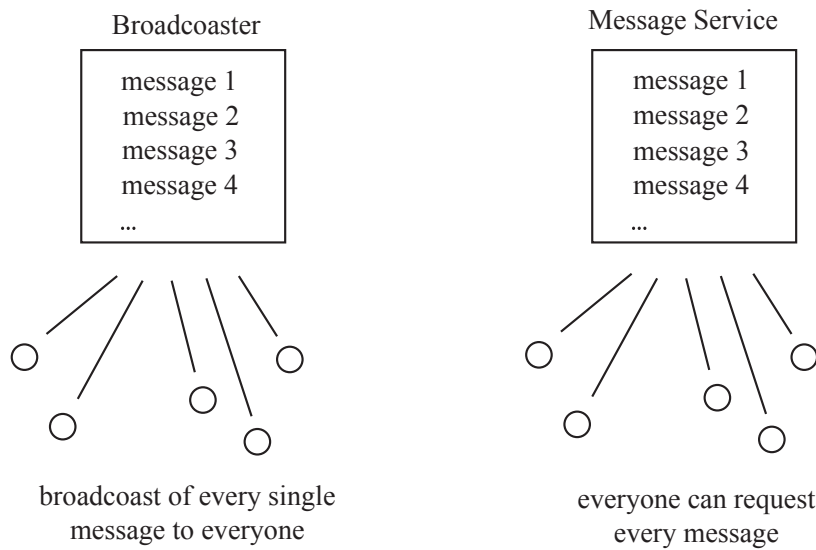 Broadcoaster
message 1
message 2
message 3
message 4
...
broadcoast of every single
message to everyone
Message Service
message 1
message 2
message 3
message 4
...
everyone can request
every message